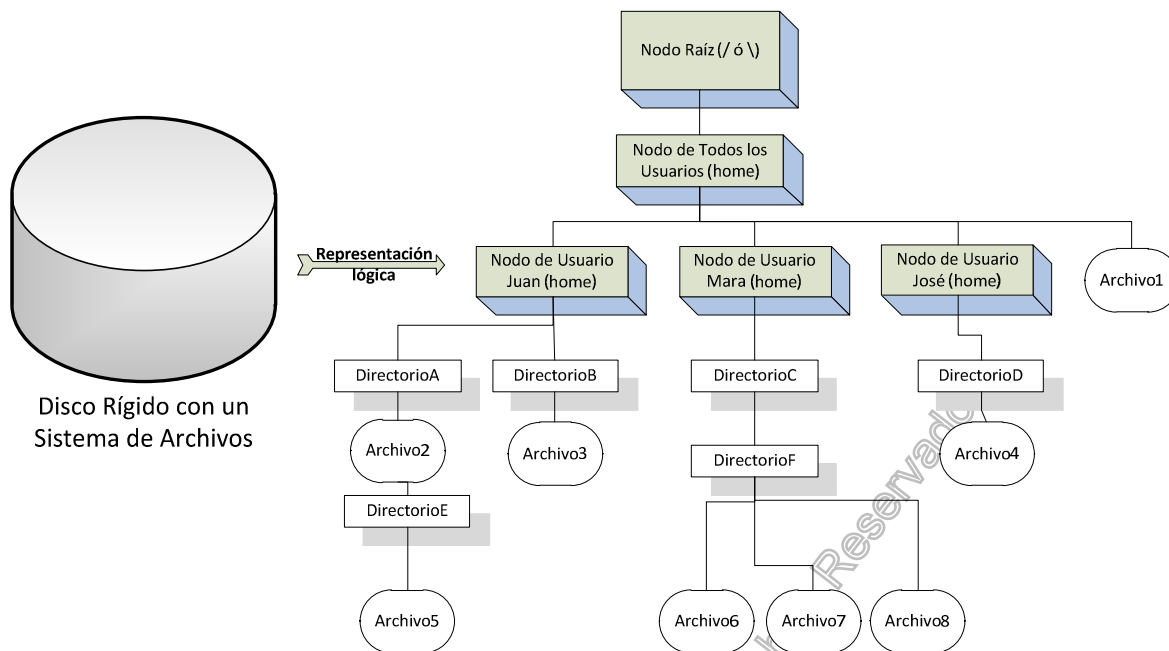 Nodo Raíz (/ ó \)
Nodo de Todos los
Usuarios (home)
Representación
lógica
Nodo de Usuario
Juan (home)
Nodo de Usuario
Mara (home)
Nodo de Usuario
José (home)
Archivo1
DirectorioA
DirectorioB
DirectorioC
DirectorioD
Disco Rígido con un
Sistema de Archivos
Archivo2
Archivo3
DirectorioF
Archivo4
DirectorioE
Reservado
Archivo5
Archivo6
Archivo7
Archivo8